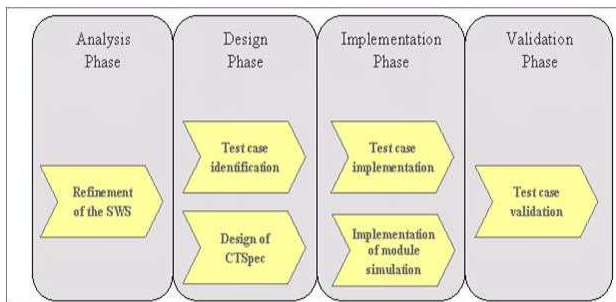 Analysis
Phase
Design
Phase
Implementation
Phase
Validation
Phase
Refinement
of the SWS
Test case
identification
Design of
CTSpec
Test case
implementation
Implementation
of module
simulation
Test case
validation